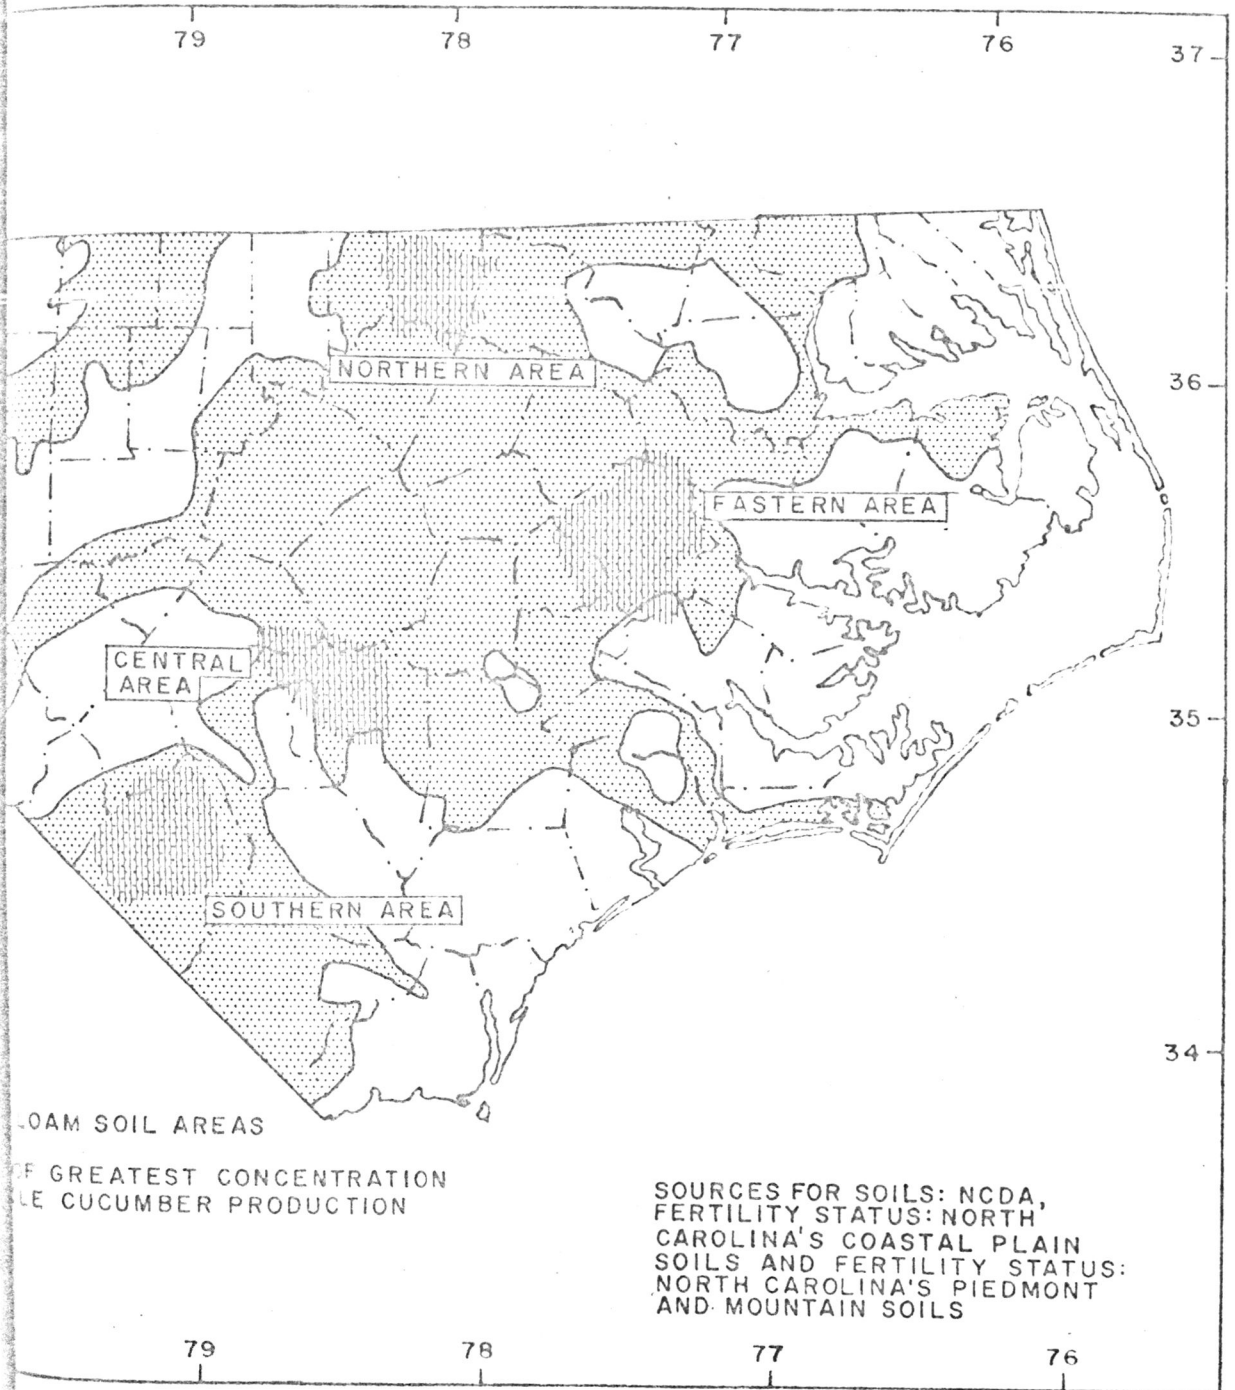 79 78 77 76
37
NORTHERN AREA
36
EASTERN AREA
CENTRAL
AREA
35
SOUTHERN AREA
34
LOAM SOIL AREAS
OF GREATEST CONCENTRATION
LE CUCUMBER PRODUCTION
SOURCES FOR SOILS: NCDA,
FERTILITY STATUS: NORTH
CAROLINA'S COASTAL PLAIN
SOILS AND FERTILITY STATUS:
NORTH CAROLINA'S PIEDMONT
AND MOUNTAIN SOILS
79 78 77 76